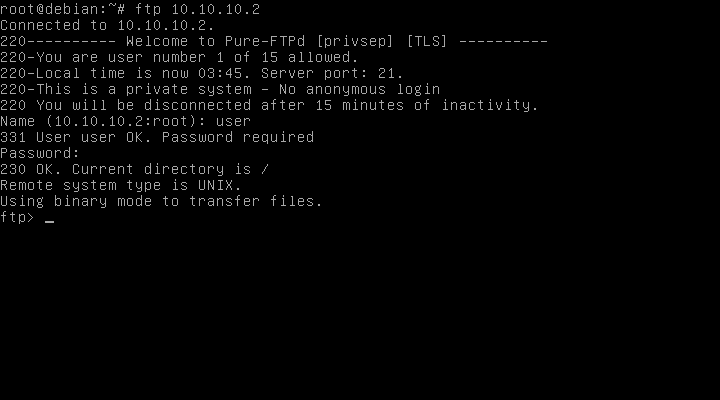 root@debian:~# ftp 10.10.10.2
Connected to 10.10.10.2.
220---------- Welcome to Pure-FTPd [privsep] [TLS] ----------
220-You are user number 1 of 15 allowed.
220-Local time is now 03:45. Server port: 21.
220-This is a private system - No anonymous login
220 You will be disconnected after 15 minutes of inactivity.
Name (10.10.10.2:root): user
331 User user OK. Password required
Password:
230 OK. Current directory is /
Remote system type is UNIX.
Using binary mode to transfer files.
ftp> _